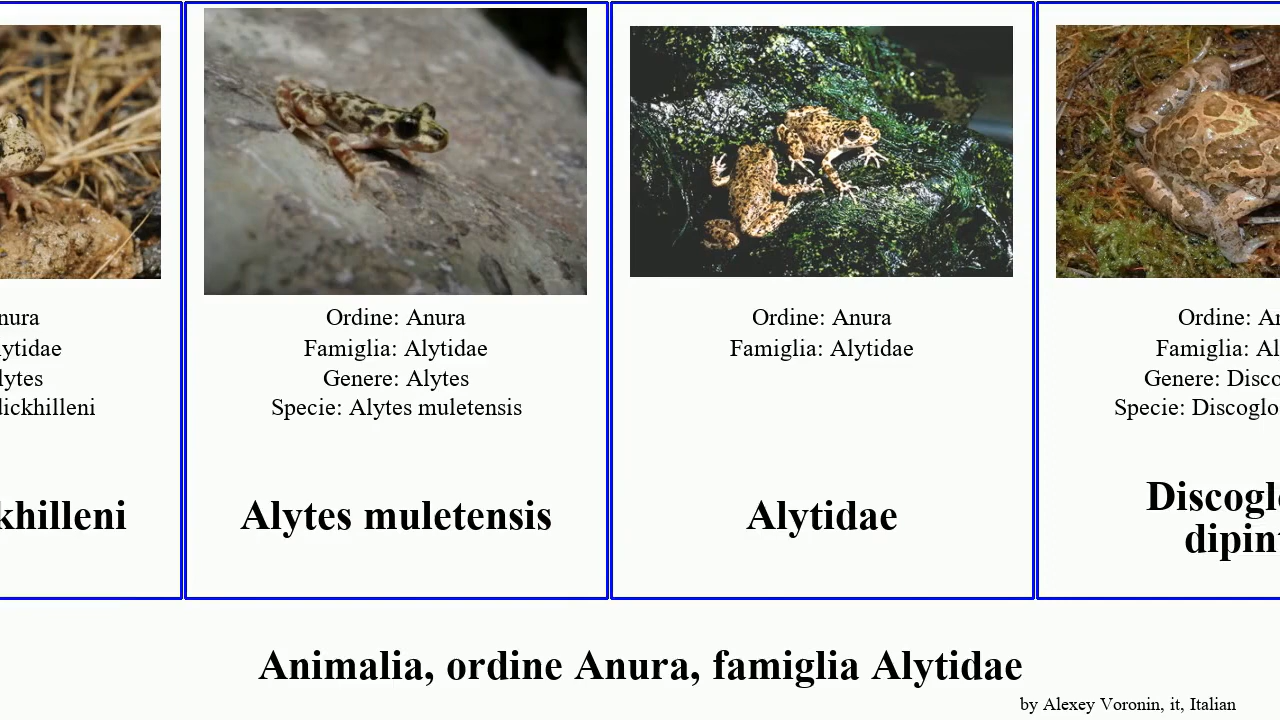 nura
lytidae
lytes
dickhilleni
khilleni
Ordine: Anura
Famiglia: Alytidae
Genere: Alytes
Specie: Alytes muletensis
Alytes muletensis
Ordine: Anura
Famiglia: Alytidae
Alytidae
Ordine: An
Famiglia: Al
Genere: Disco
Specie: Discoglo
Discogl
dipin
Animalia, ordine Anura, famiglia Alytidae
by Alexey Voronin, it, Italian